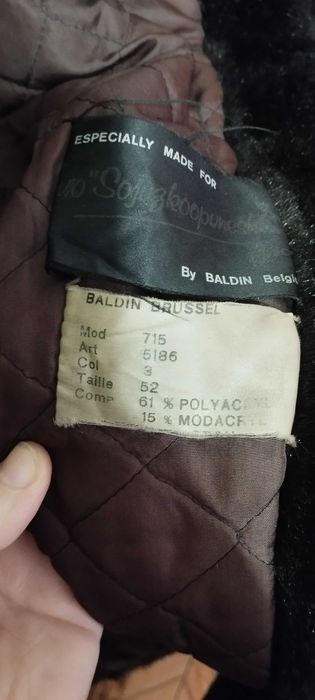 ESPECIALLY MADE FOR
By BALDIN Belgi
BALDIN BRUSSEL
Mod 715
Art 5186
Col 3
Taille 52
Comp 61 % POLYACRYL
15 % MODACRYL